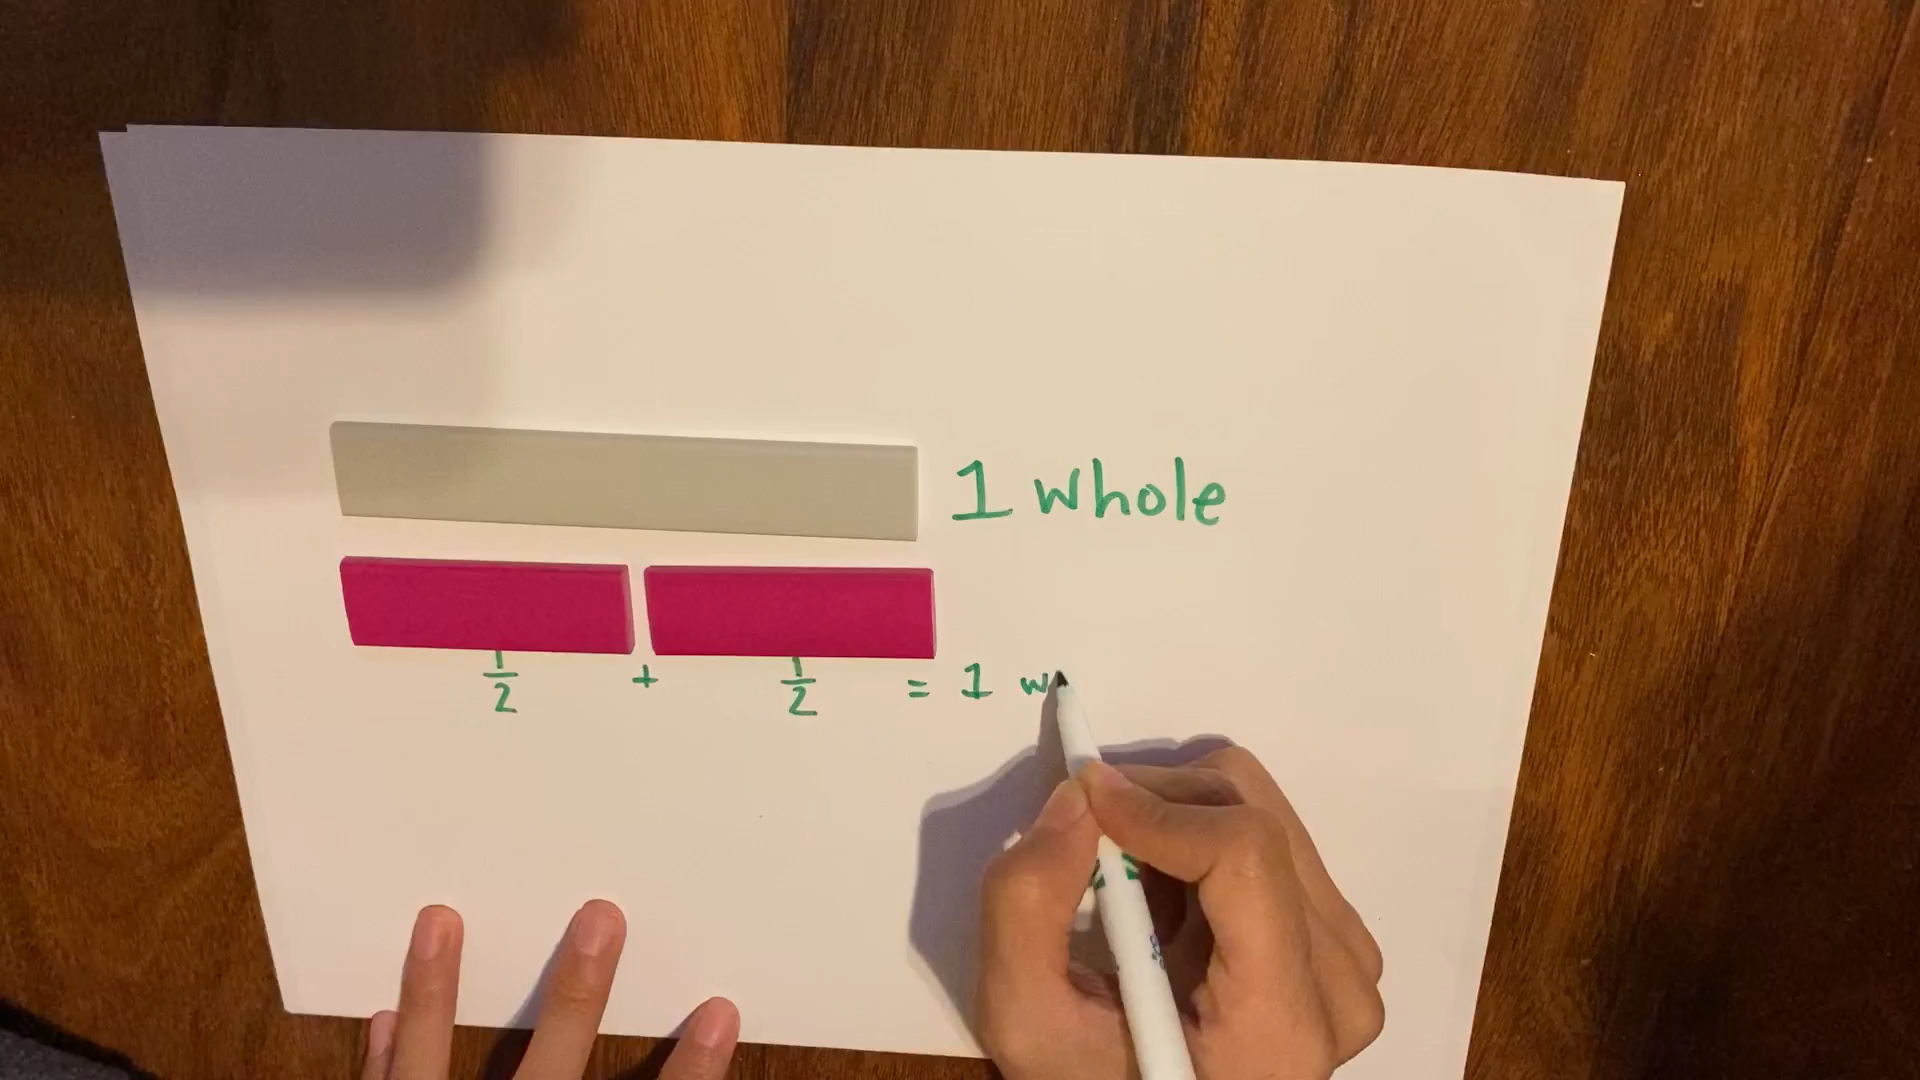 1 whole
1/2 + 1/2 = 1 w